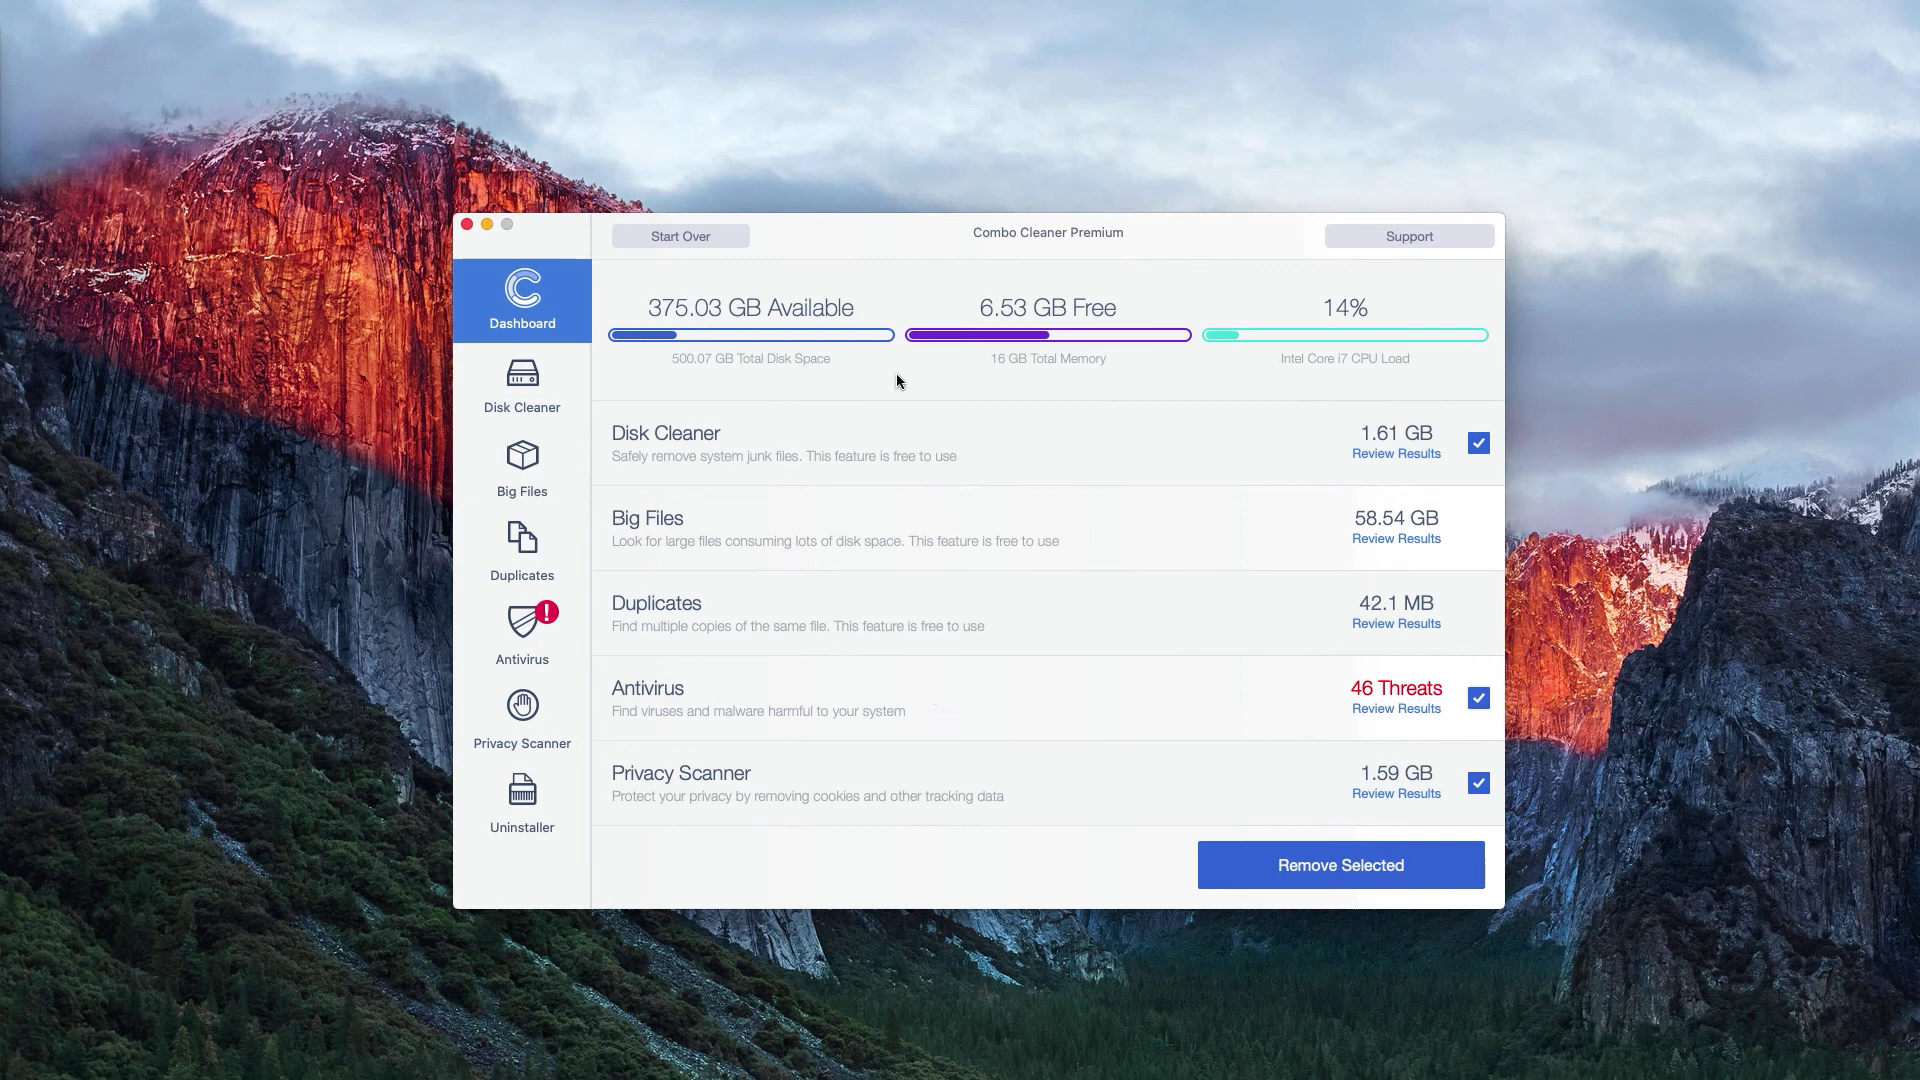 Start Over
Combo Cleaner Premium
Support
Dashboard
Disk Cleaner
Big Files
Duplicates
!
Antivirus
Privacy Scanner
Uninstaller
375.03 GB Available
500.07 GB Total Disk Space
6.53 GB Free
16 GB Total Memory
14%
Intel Core i7 CPU Load
Disk Cleaner
Safely remove system junk files. This feature is free to use
1.61 GB
Review Results
Big Files
Look for large files consuming lots of disk space. This feature is free to use
58.54 GB
Review Results
Duplicates
Find multiple copies of the same file. This feature is free to use
42.1 MB
Review Results
Antivirus
Find viruses and malware harmful to your system
46 Threats
Review Results
Privacy Scanner
Protect your privacy by removing cookies and other tracking data
1.59 GB
Review Results
Remove Selected